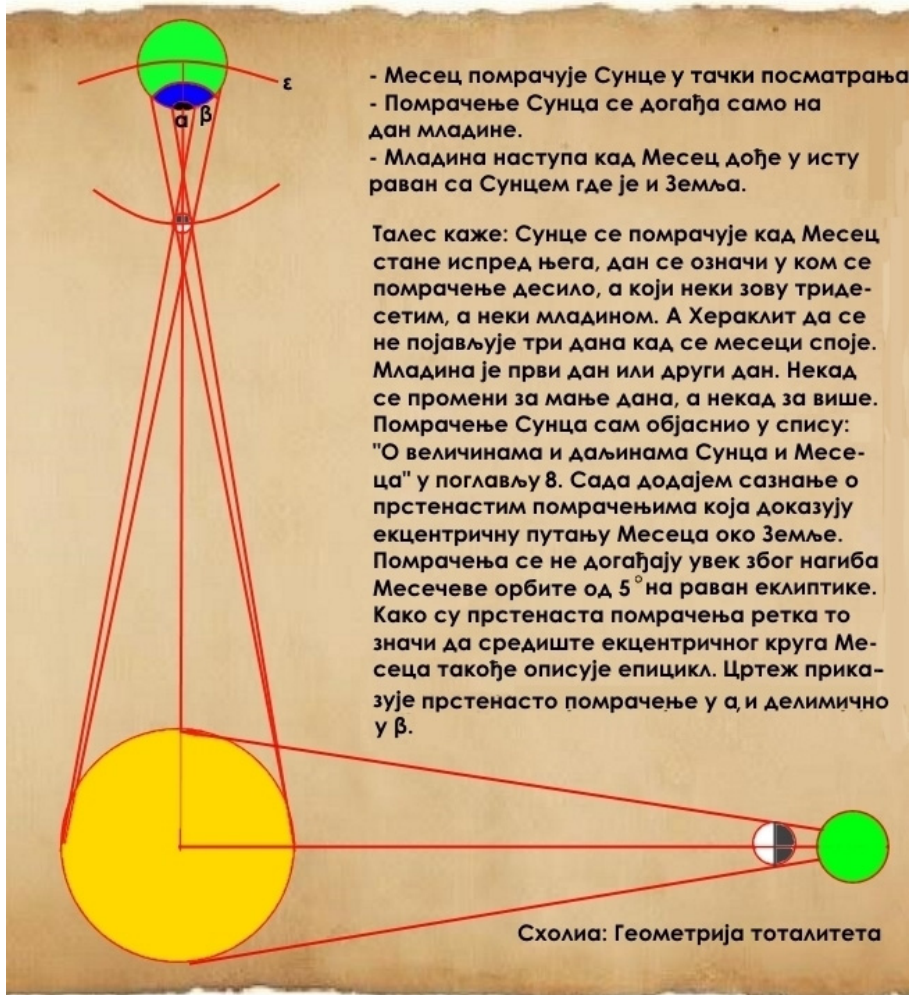 ε
β
α
- Месец помрачује Сунце у тачки посматрања
- Помрачење Сунца се догађа само на
дан младине.
- Младина наступа кад Месец дође у исту
раван са Сунцем где је и Земља.
Талес каже: Сунце се помрачује кад Месец
стане испред њега, дан се означи у ком се
помрачење десило, а који неки зову триде-
сетим, а неки младином. А Хераклит да се
не појављује три дана кад се месеци споје.
Младина је први дан или други дан. Некад
се промени за мање дана, а некад за више.
Помрачење Сунца сам објаснио у спису:
"О величинама и даљинама Сунца и Месе-
ца" у поглављу 8. Сада додајем сазнање о
прстенастим помрачењима која доказују
екцентричну путању Месеца око Земље.
Помрачења се не догађају увек због нагиба
Месечеве орбите од 5° на раван еклиптике.
Како су прстенаста помрачења ретка то
значи да средиште екцентричног круга Ме-
сеца такође описује епицикл. Цртеж прика-
зује прстенасто помрачење у α, и делимично
у β.
Схолиа: Геометрија тоталитета